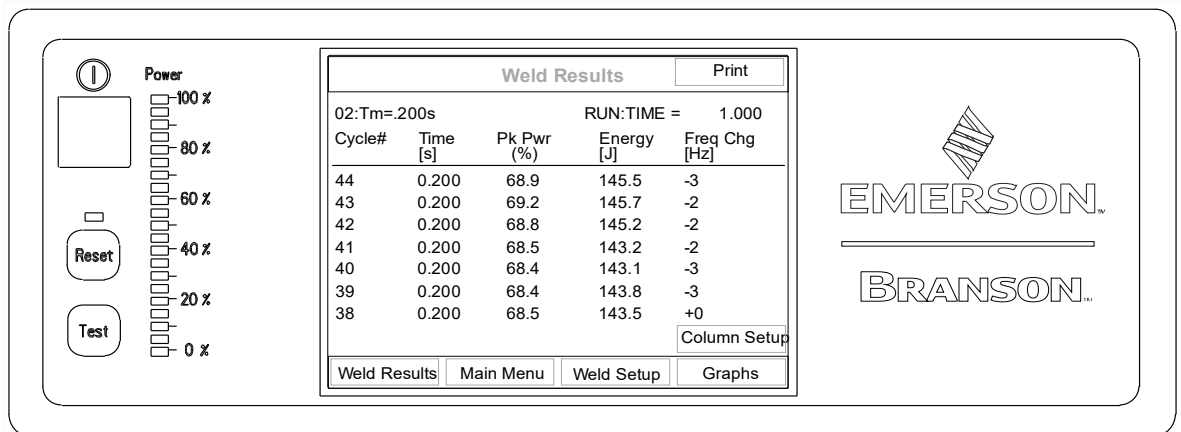 Power
100 %
80 %
60 %
40 %
20 %
0 %
Reset
Test
Weld Results
Print
02:Tm=.200s RUN:TIME = 1.000
Cycle# Time [s] Pk Pwr (%) Energy [J] Freq Chg [Hz]
44 0.200 68.9 145.5 -3
43 0.200 69.2 145.7 -2
42 0.200 68.8 145.2 -2
41 0.200 68.5 143.2 -2
40 0.200 68.4 143.1 -3
39 0.200 68.4 143.8 -3
38 0.200 68.5 143.5 +0
Column Setup
Weld Results Main Menu Weld Setup Graphs
EMERSON™
BRANSON™